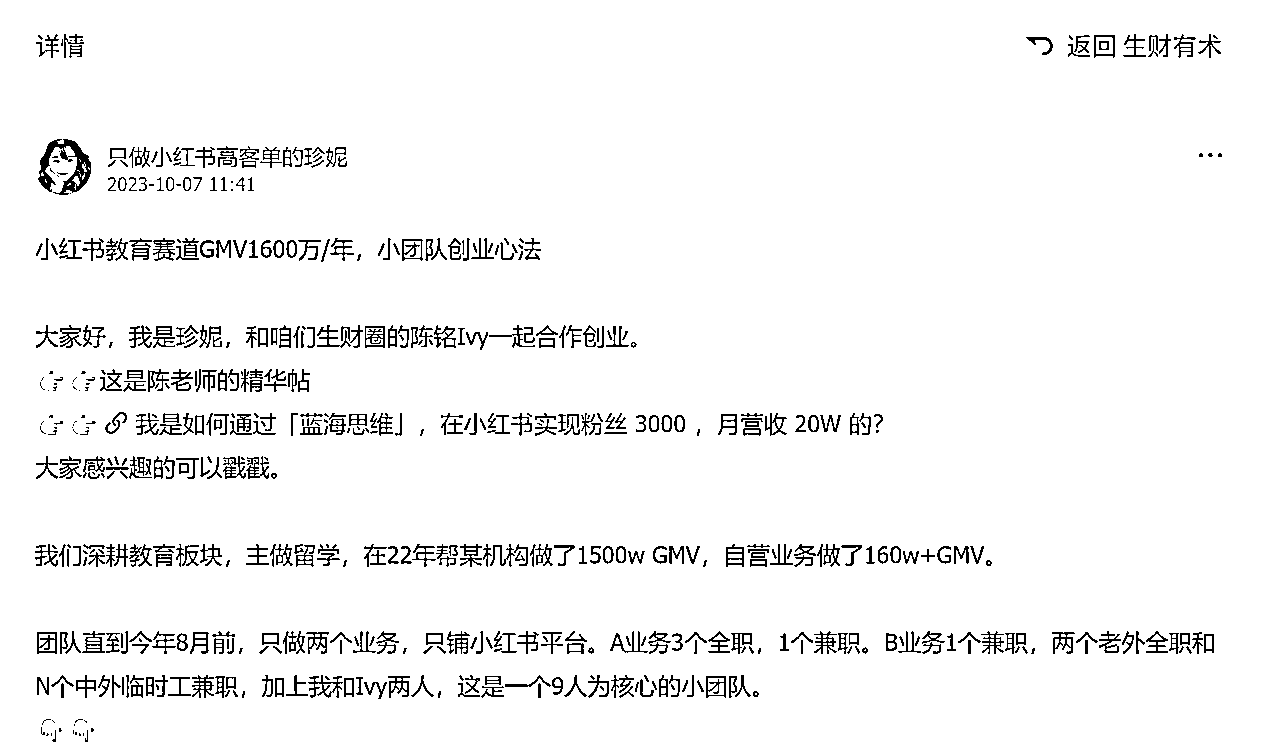 详情
返回 生财有术
只做小红书高客单的珍妮
2023-10-07 11:41
小红书教育赛道GMV1600万/年，小团队创业心法
大家好，我是珍妮，和咱们生财圈的陈铭Ivy一起合作创业。
👉👉这是陈老师的精华帖
👉👉🔗 我是如何通过「蓝海思维」，在小红书实现粉丝 3000 ，月营收 20W 的?
大家感兴趣的可以戳戳。
我们深耕教育板块，主做留学，在22年帮某机构做了1500w GMV，自营业务做了160w+GMV。
团队直到今年8月前，只做两个业务，只铺小红书平台。A业务3个全职，1个兼职。B业务1个兼职，两个老外全职和
N个中外临时工兼职，加上我和Ivy两人，这是一个9人为核心的小团队。
👇👇